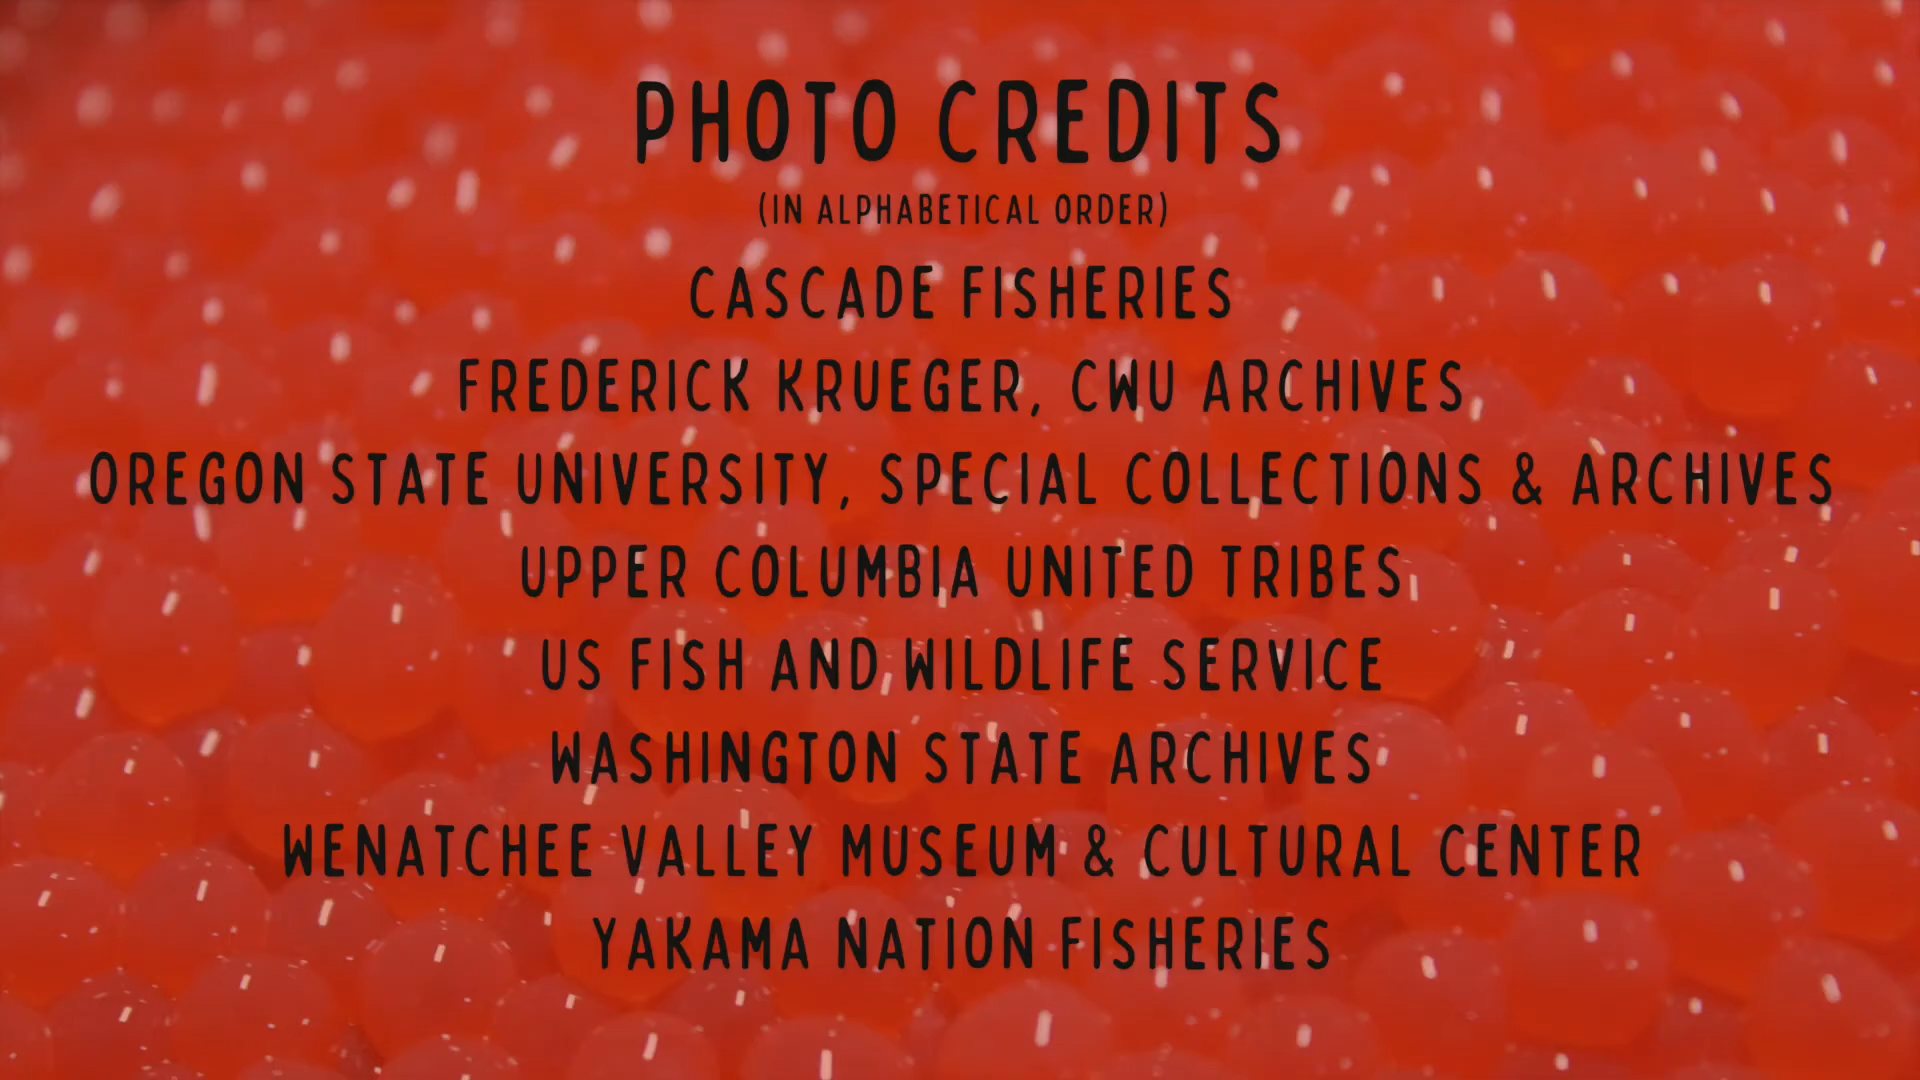 PHOTO CREDITS
(IN ALPHABETICAL ORDER)
CASCADE FISHERIES
FREDERICK KRUEGER, CWU ARCHIVES
OREGON STATE UNIVERSITY, SPECIAL COLLECTIONS & ARCHIVES
UPPER COLUMBIA UNITED TRIBES
US FISH AND WILDLIFE SERVICE
WASHINGTON STATE ARCHIVES
WENATCHEE VALLEY MUSEUM & CULTURAL CENTER
YAKAMA NATION FISHERIES